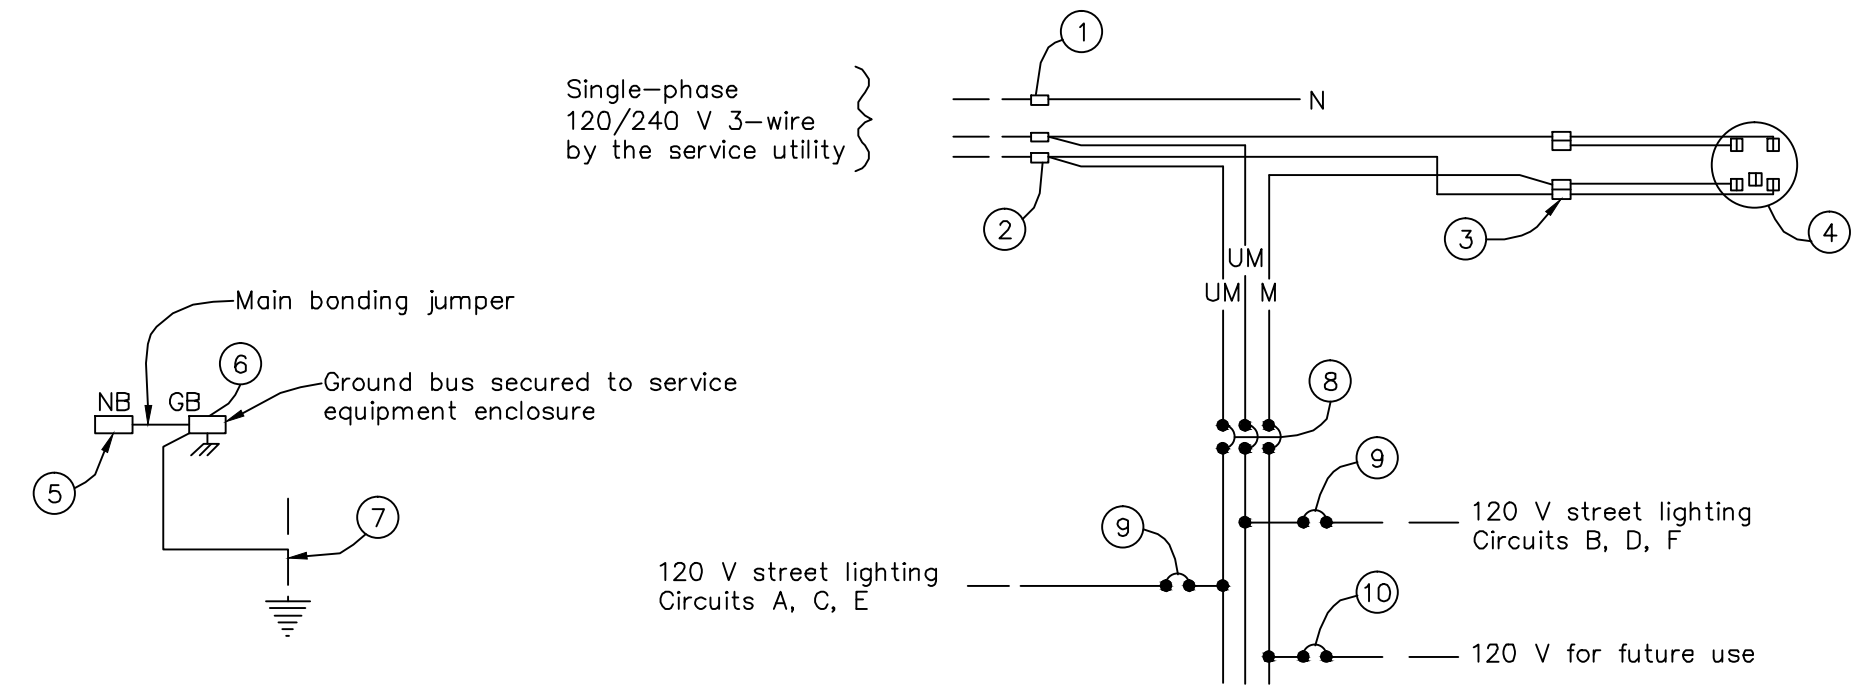 1
Single-phase
120/240 V 3-wire
by the service utility
N
2
3
4
UM
UM M
Main bonding jumper
6
NB GB
Ground bus secured to service
equipment enclosure
5
7
8
9
120 V street lighting
Circuits B, D, F
9
120 V street lighting
Circuits A, C, E
10
120 V for future use